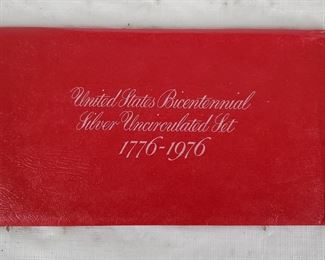 United States Bicentennial
Silver Uncirculated Set
1776-1976